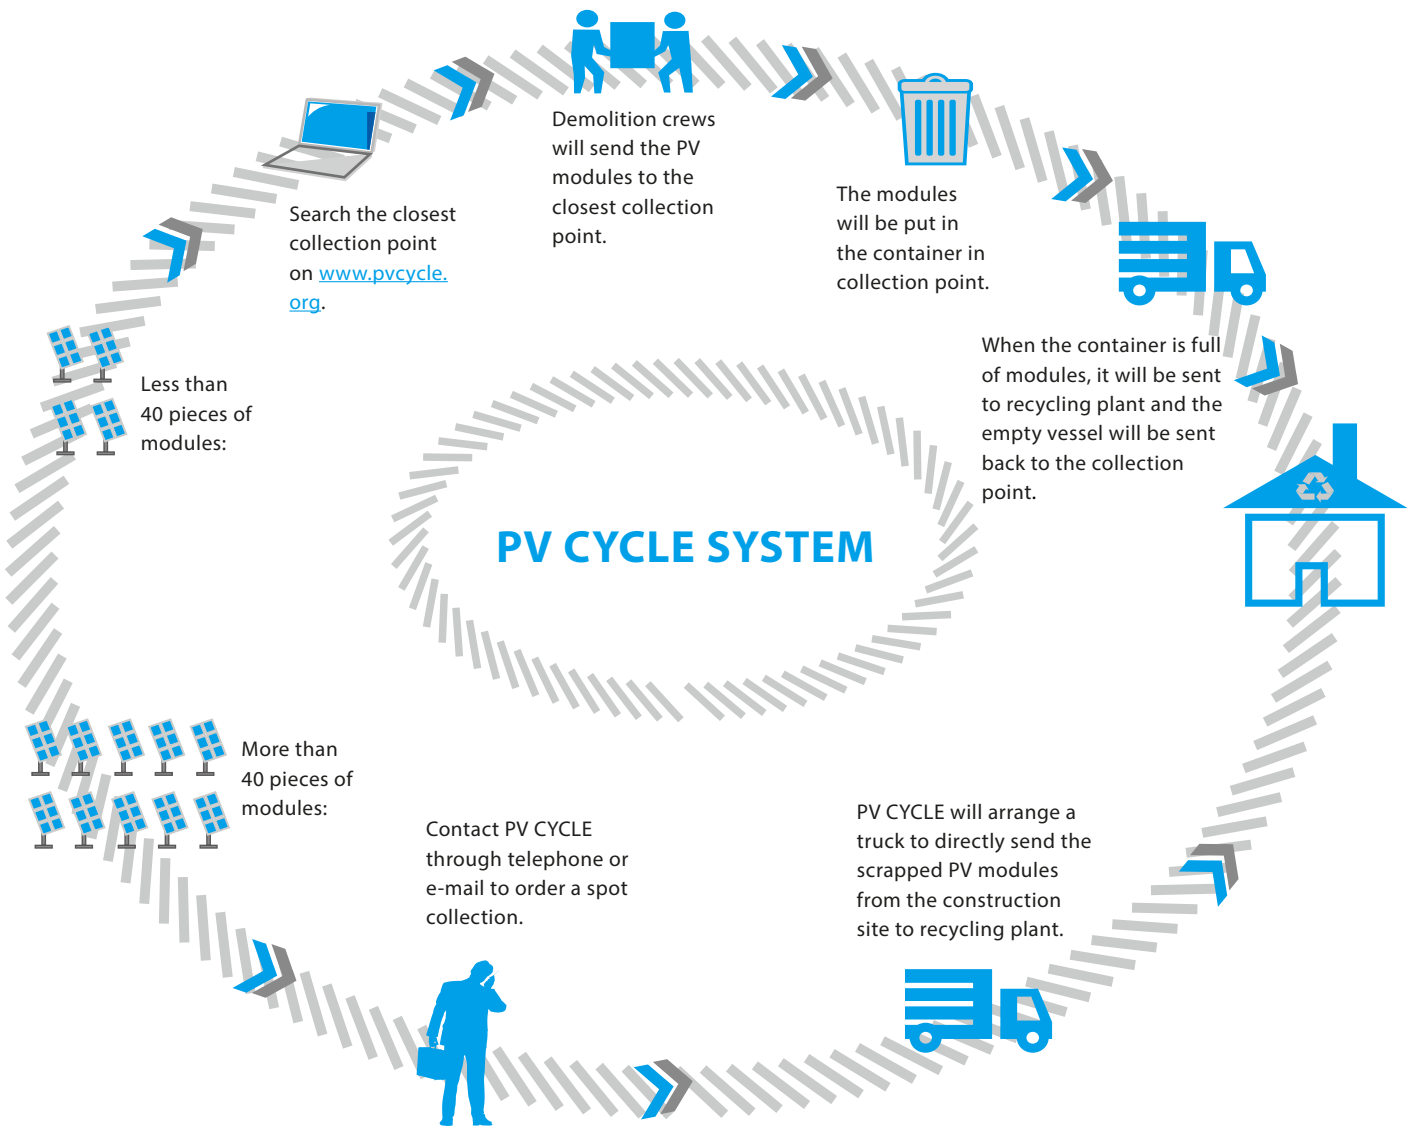 Demolition crews
will send the PV
modules to the
closest collection
point.
The modules
will be put in
the container in
collection point.
Search the closest
collection point
on www.pvcycle.
org.
When the container is full
of modules, it will be sent
to recycling plant and the
empty vessel will be sent
back to the collection
point.
Less than
40 pieces of
modules:
PV CYCLE SYSTEM
More than
40 pieces of
modules:
Contact PV CYCLE
through telephone or
e-mail to order a spot
collection.
PV CYCLE will arrange a
truck to directly send the
scrapped PV modules
from the construction
site to recycling plant.